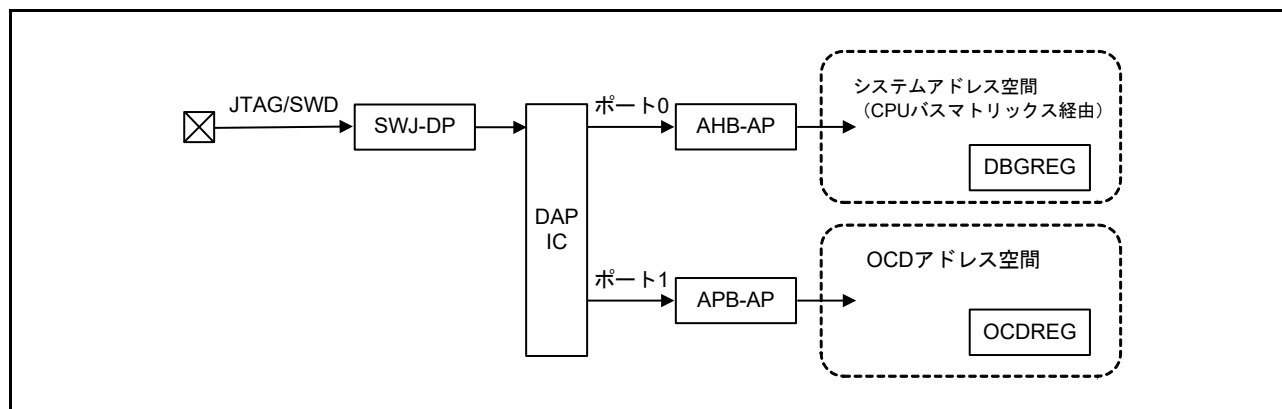 JTAG/SWD
SWJ-DP
DAP
IC
ポート0
AHB-AP
システムアドレス空間
（CPUバスマトリックス経由）
DBGREG
ポート1
APB-AP
OCDアドレス空間
OCDREG